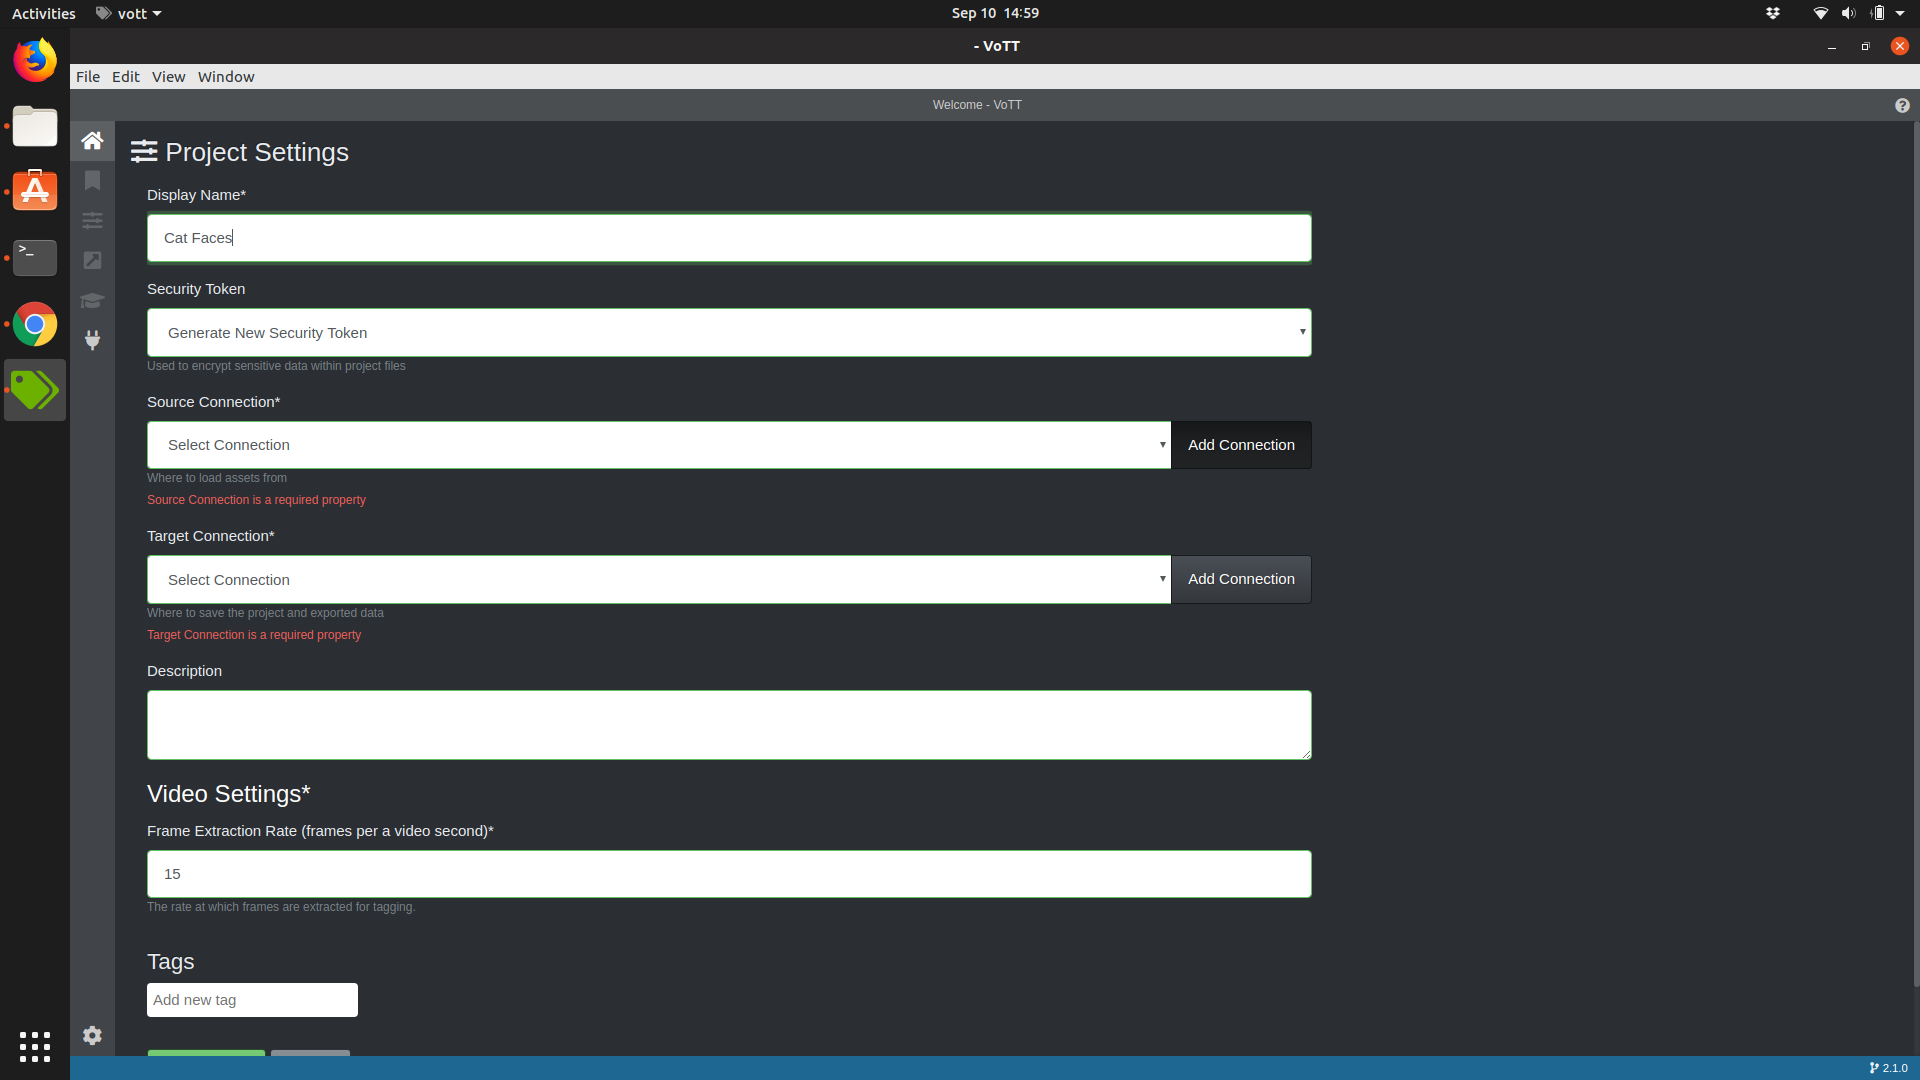 Activities vott Sep 10 14:59
- VoTT
File Edit View Window
Welcome - VoTT
Project Settings
Display Name*
Cat Faces
Security Token
Generate New Security Token
Used to encrypt sensitive data within project files
Source Connection*
Select Connection Add Connection
Where to load assets from
Source Connection is a required property
Target Connection*
Select Connection Add Connection
Where to save the project and exported data
Target Connection is a required property
Description
Video Settings*
Frame Extraction Rate (frames per a video second)*
15
The rate at which frames are extracted for tagging.
Tags
Add new tag
2.1.0